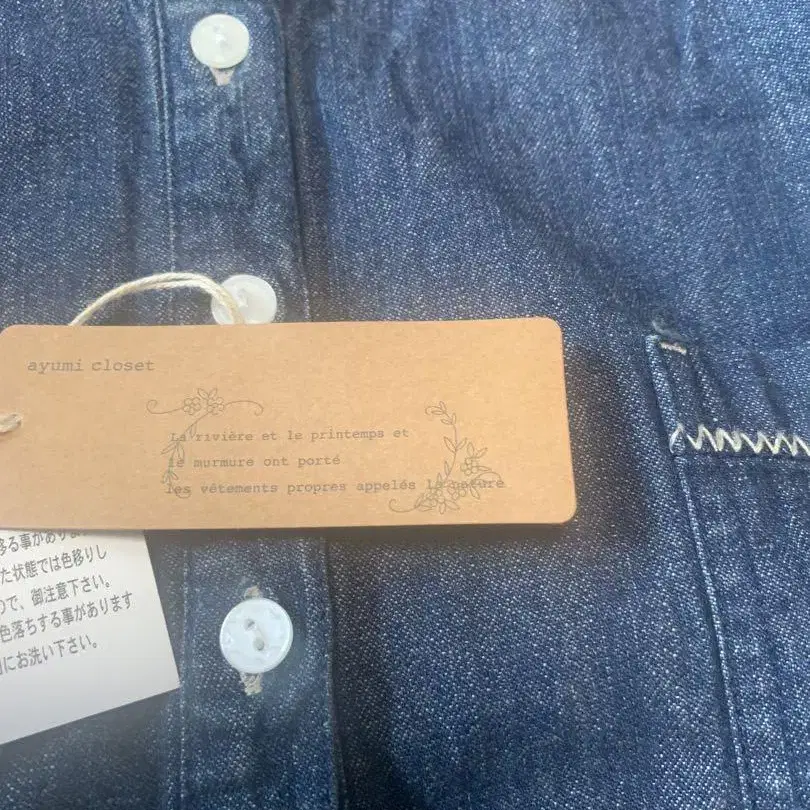 ayumi closet
La rivière et le printemps et
le murmure ont porté
les vêtements propres appelés la nature
移る事があります
た状態では色移りし
ので、御注意下さい。
色落ちする事があります
にお洗い下さい。